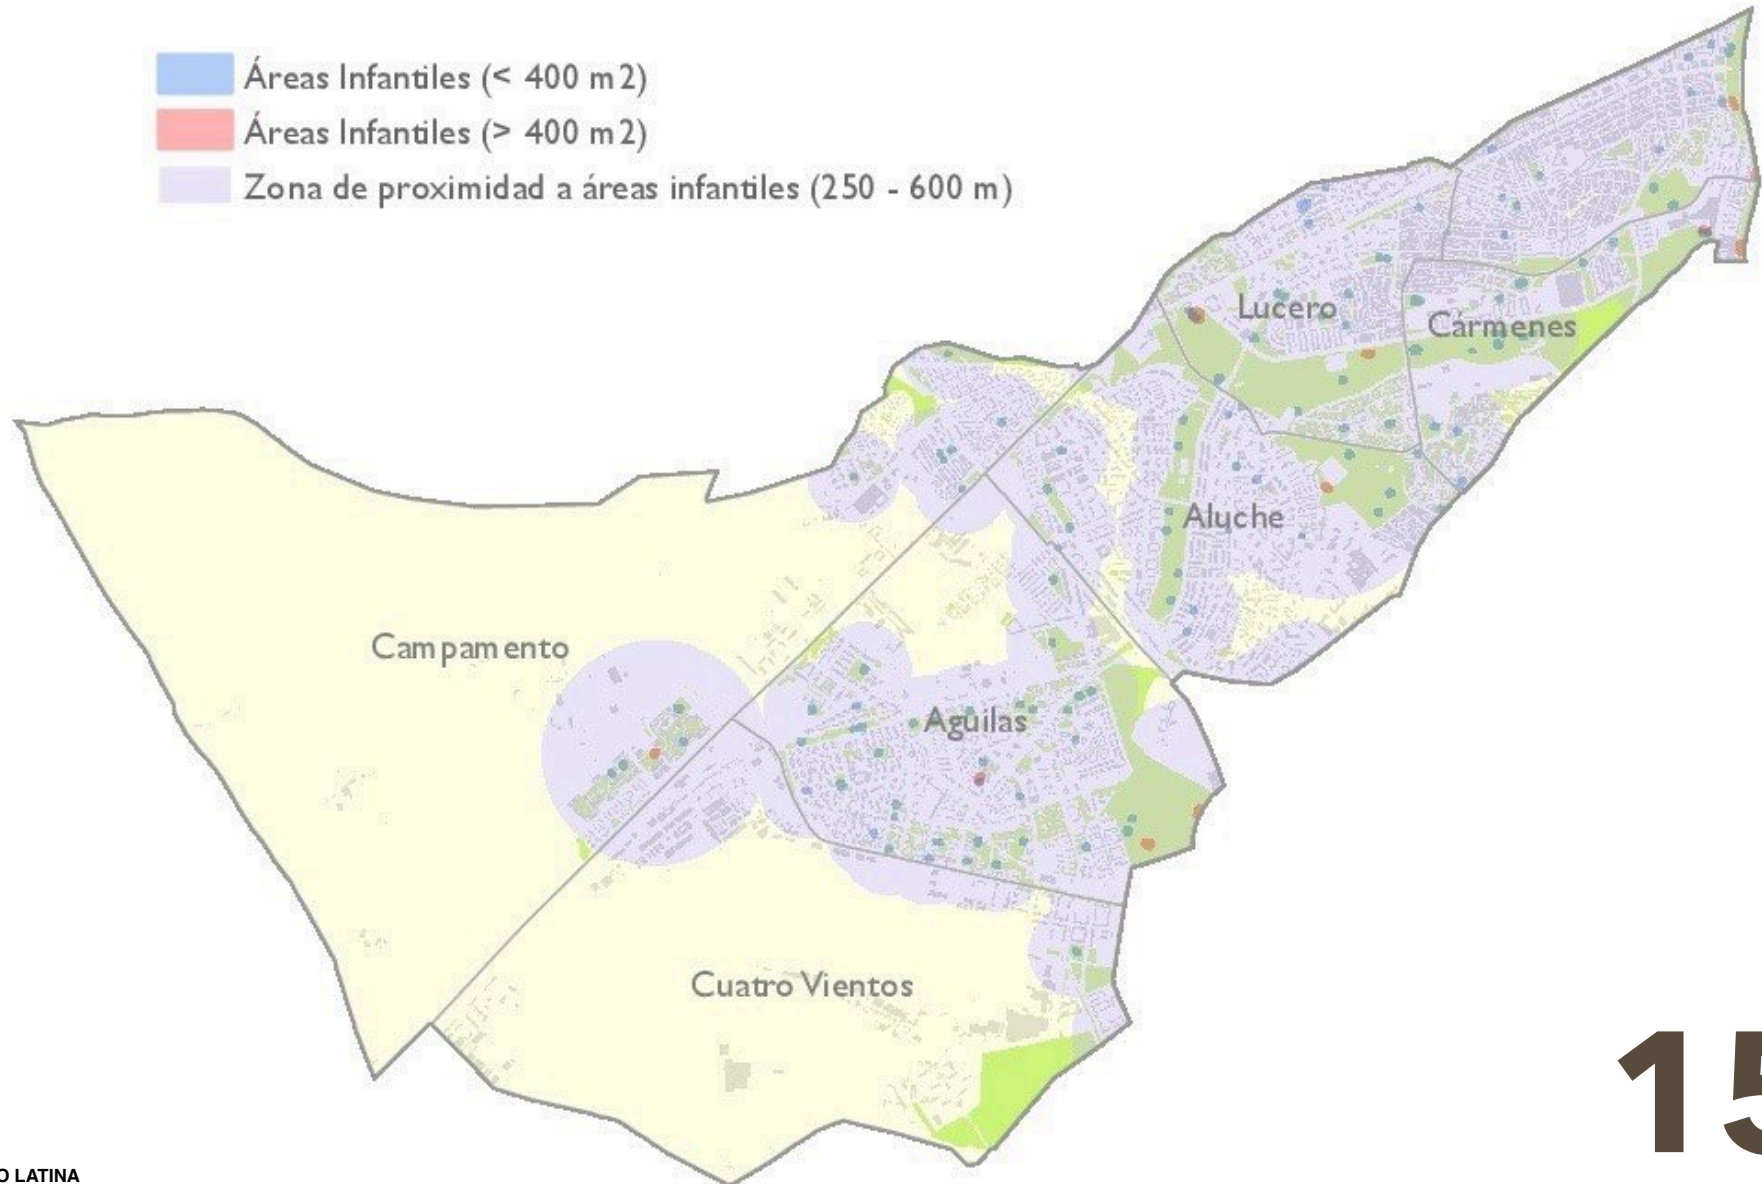 Áreas Infantiles (< 400 m2)
Áreas Infantiles (> 400 m2)
Zona de proximidad a áreas infantiles (250 - 600 m)
Lucero
Cármenes
Aluche
Campamento
Aguilas
Cuatro Vientos
15
O LATINA